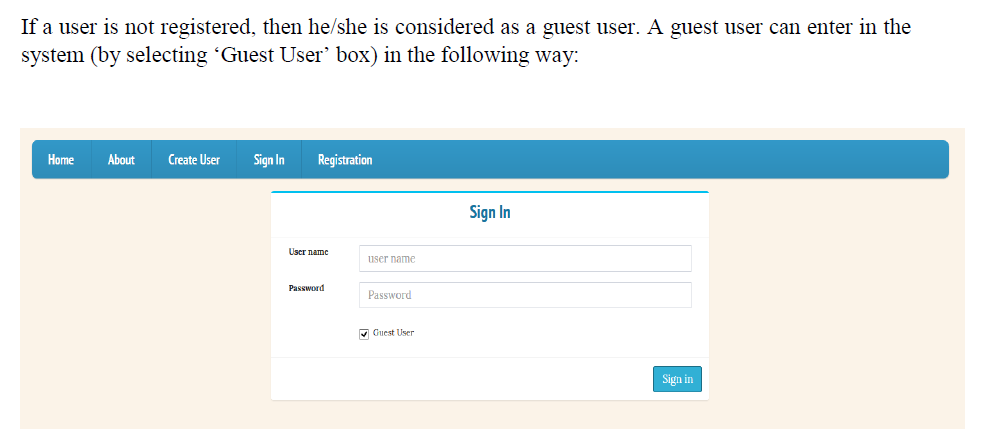 If a user is not registered, then he/she is considered as a guest user. A guest user can enter in the
system (by selecting ‘Guest User’ box) in the following way:
Home About Create User Sign In Registration
Sign In
User name user name
Password Password
Guest User
Sign in